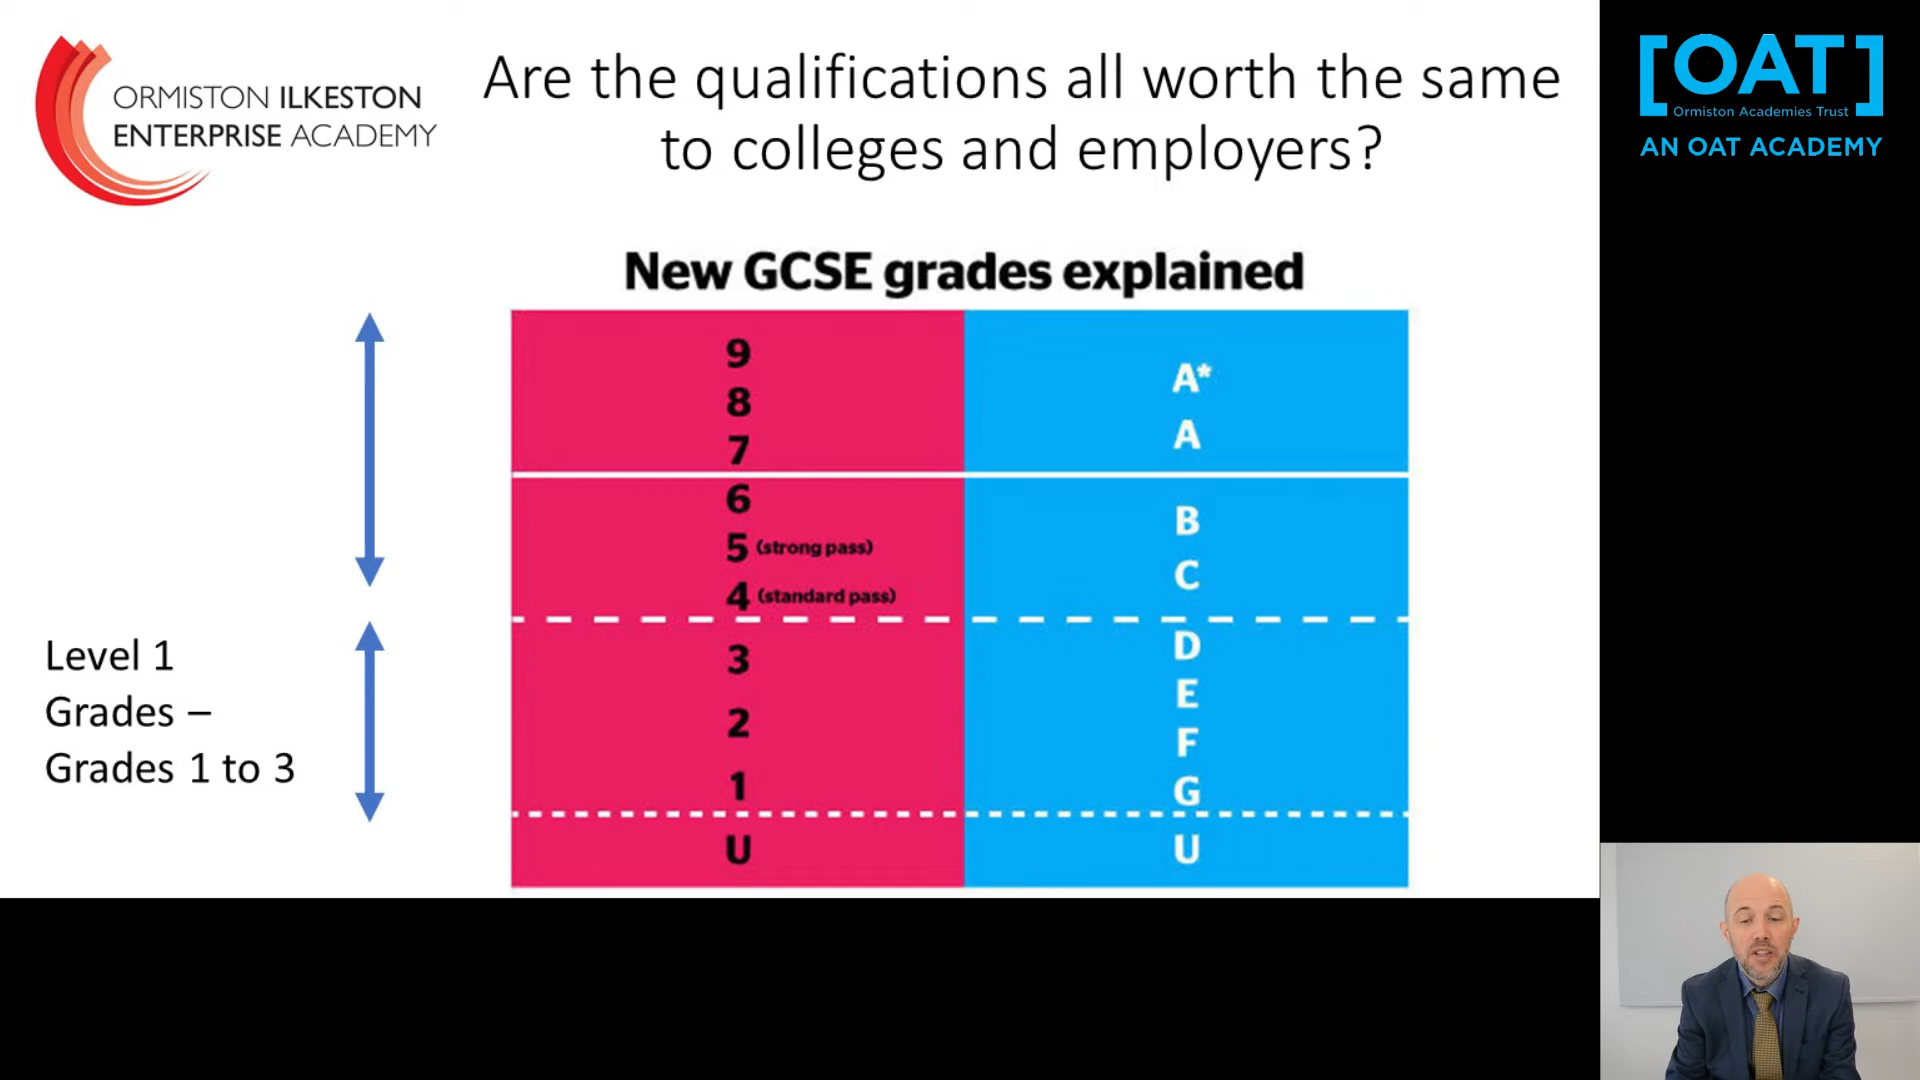 ORMISTON ILKESTON
ENTERPRISE ACADEMY
Are the qualifications all worth the same
to colleges and employers?
[OAT]
Ormiston Academies Trust
AN OAT ACADEMY
New GCSE grades explained
9
8
7
6
5 (strong pass)
4 (standard pass)
3
2
1
U
A*
A
B
C
D
E
F
G
U
Level 1
Grades –
Grades 1 to 3